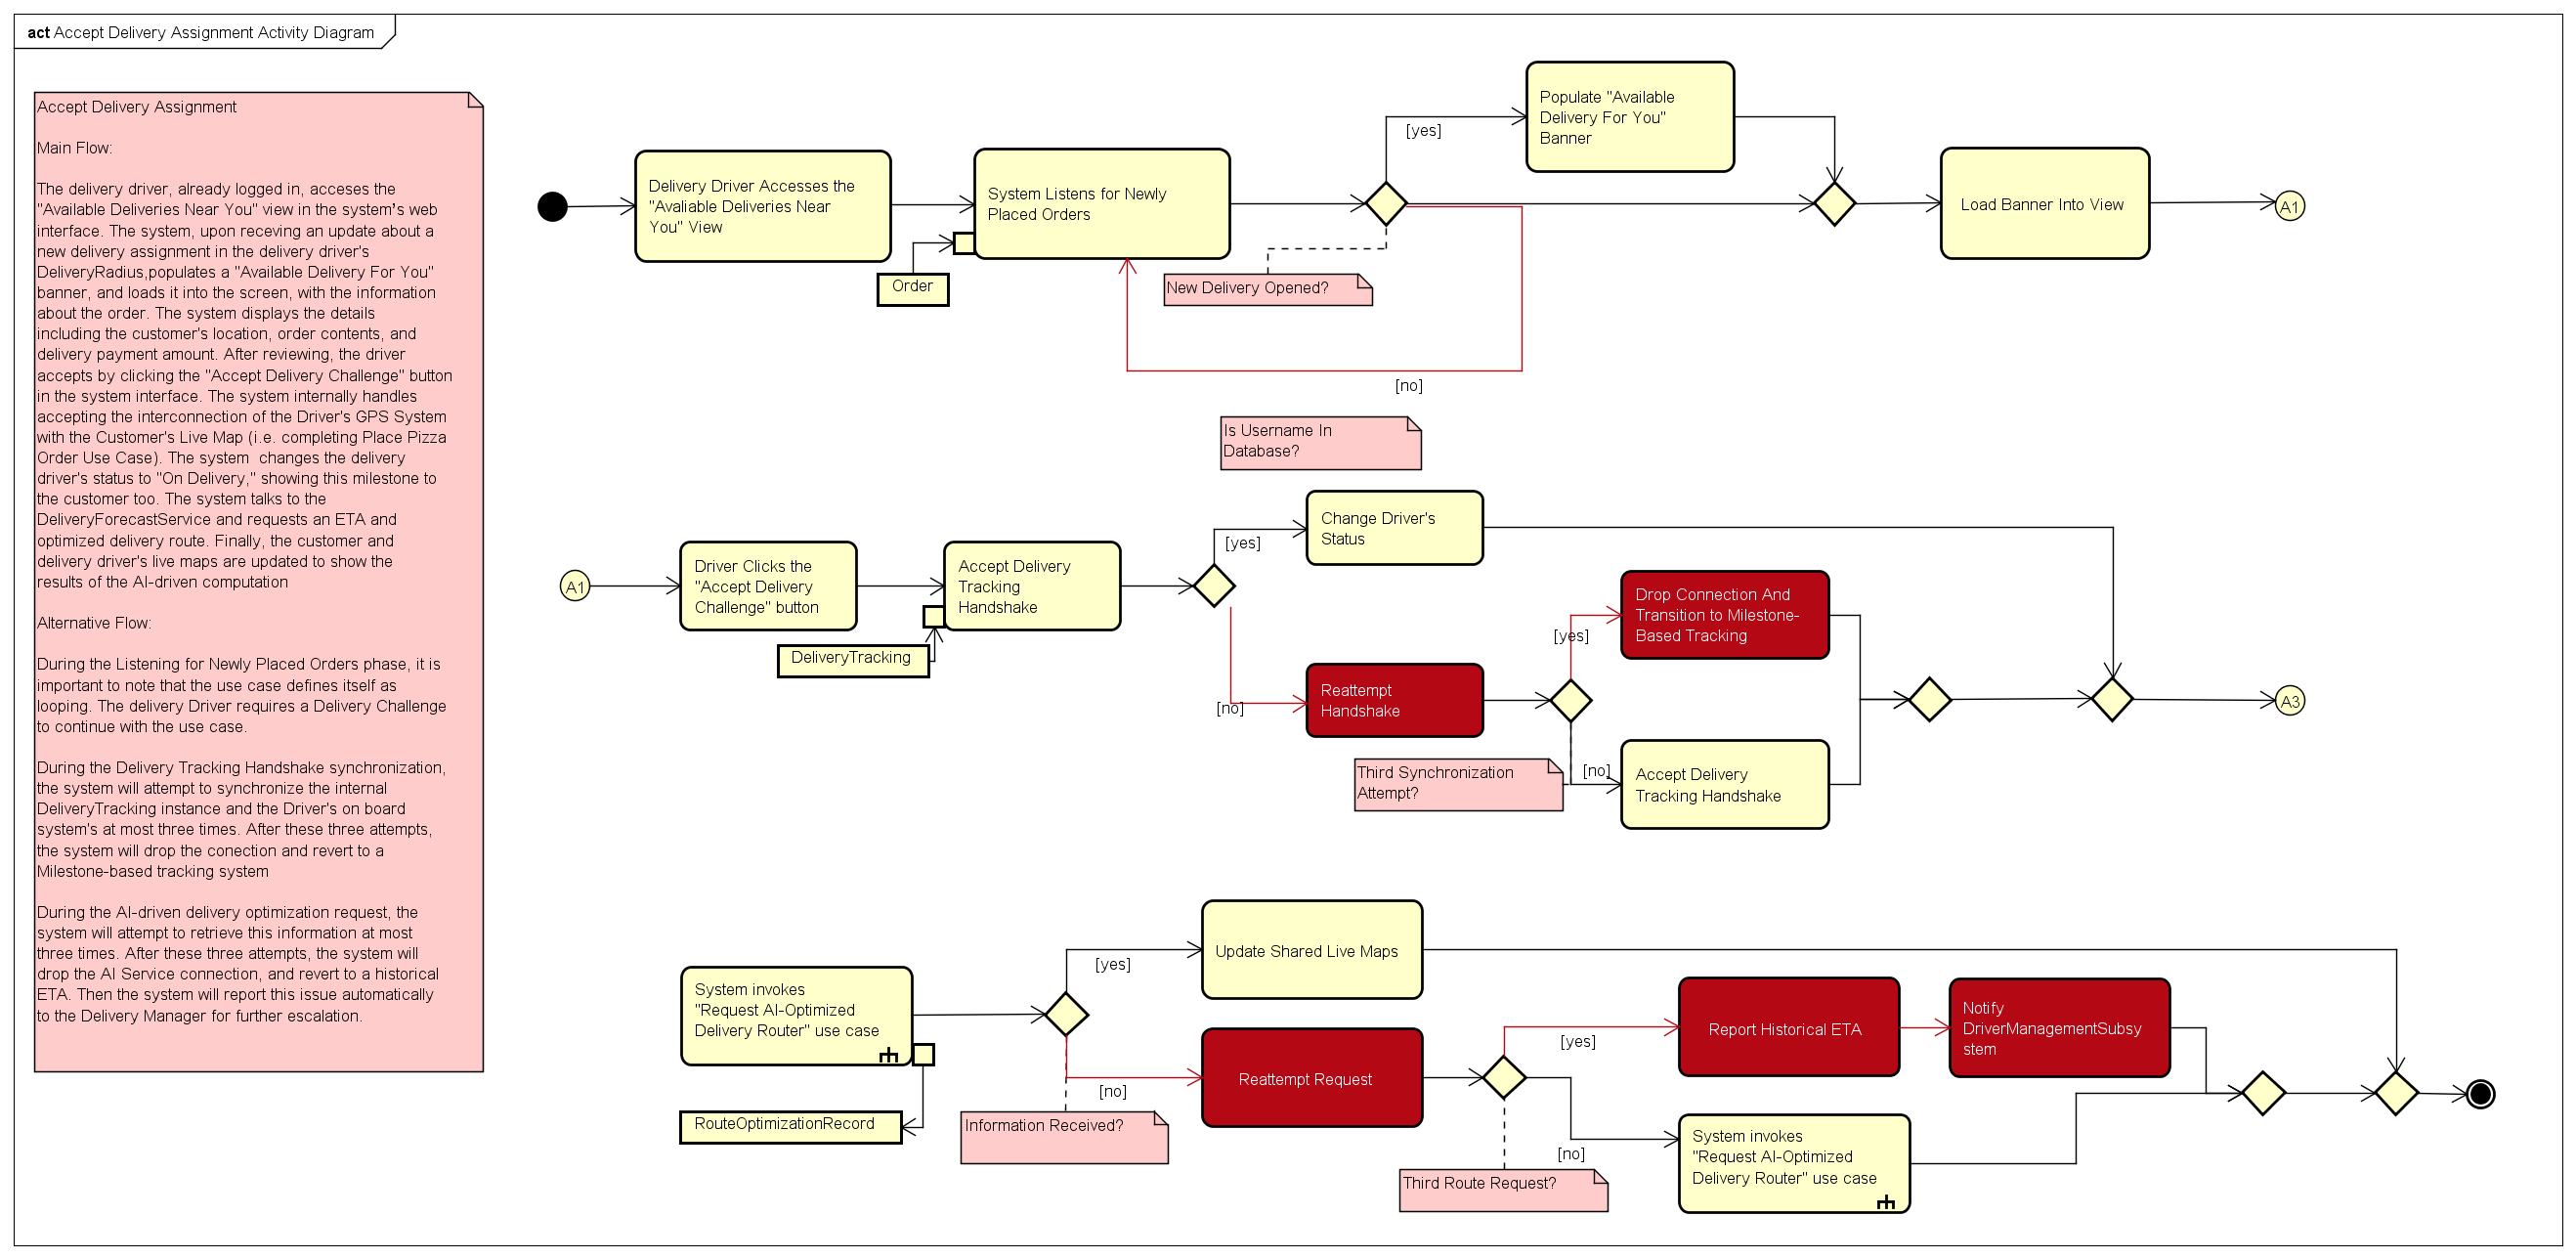 act Accept Delivery Assignment Activity Diagram
Accept Delivery Assignment
Main Flow:
The delivery driver, already logged in, acceses the
"Available Deliveries Near You" view in the system's web
interface. The system, upon receving an update about a
new delivery assignment in the delivery driver's
DeliveryRadius,populates a "Available Delivery For You"
banner, and loads it into the screen, with the information
about the order. The system displays the details
including the customer's location, order contents, and
delivery payment amount. After reviewing, the driver
accepts by clicking the "Accept Delivery Challenge" button
in the system interface. The system internally handles
accepting the interconnection of the Driver's GPS System
with the Customer's Live Map (i.e. completing Place Pizza
Order Use Case). The system  changes the delivery
driver's status to "On Delivery," showing this milestone to
the customer too. The system talks to the
DeliveryForecastService and requests an ETA and
optimized delivery route. Finally, the customer and
delivery driver's live maps are updated to show the
results of the AI-driven computation
Alternative Flow:
During the Listening for Newly Placed Orders phase, it is
important to note that the use case defines itself as
looping. The delivery Driver requires a Delivery Challenge
to continue with the use case.
During the Delivery Tracking Handshake synchronization,
the system will attempt to synchronize the internal
DeliveryTracking instance and the Driver's on board
system's at most three times. After these three attempts,
the system will drop the conection and revert to a
Milestone-based tracking system
During the AI-driven delivery optimization request, the
system will attempt to retrieve this information at most
three times. After these three attempts, the system will
drop the AI Service connection, and revert to a historical
ETA. Then the system will report this issue automatically
to the Delivery Manager for further escalation.
Delivery Driver Accesses the
"Avaliable Deliveries Near
You" View
Order
System Listens for Newly
Placed Orders
New Delivery Opened?
[yes]
[no]
Populate "Available
Delivery For You"
Banner
Load Banner Into View
A1
Is Username In
Database?
A1
Driver Clicks the
"Accept Delivery
Challenge" button
DeliveryTracking
Accept Delivery
Tracking
Handshake
[yes]
[no]
Change Driver's
Status
Reattempt
Handshake
Third Synchronization
Attempt?
[yes]
[no]
Drop Connection And
Transition to Milestone-
Based Tracking
Accept Delivery
Tracking Handshake
A3
System invokes
"Request AI-Optimized
Delivery Router" use case
RouteOptimizationRecord
[yes]
[no]
Information Received?
Update Shared Live Maps
Reattempt Request
Third Route Request?
[yes]
[no]
Report Historical ETA
Notify
DriverManagementSubsy
stem
System invokes
"Request AI-Optimized
Delivery Router" use case